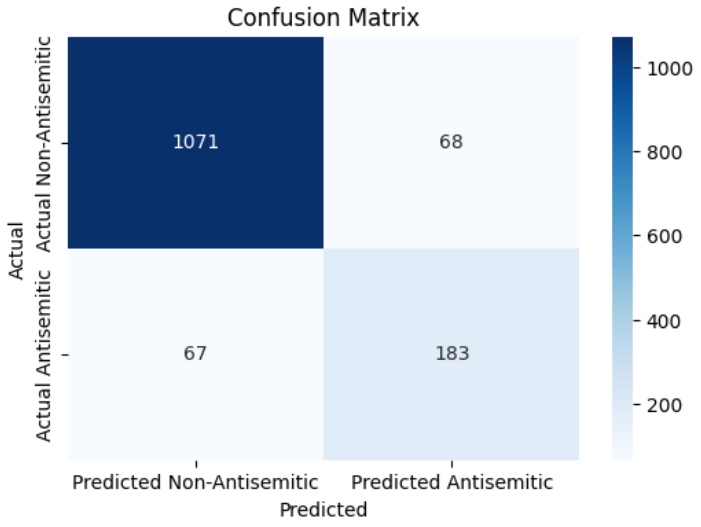 Confusion Matrix
Actual
Actual Non-Antisemitic
Actual Antisemitic
1071
68
67
183
Predicted Non-Antisemitic
Predicted Antisemitic
Predicted
1000
800
600
400
200